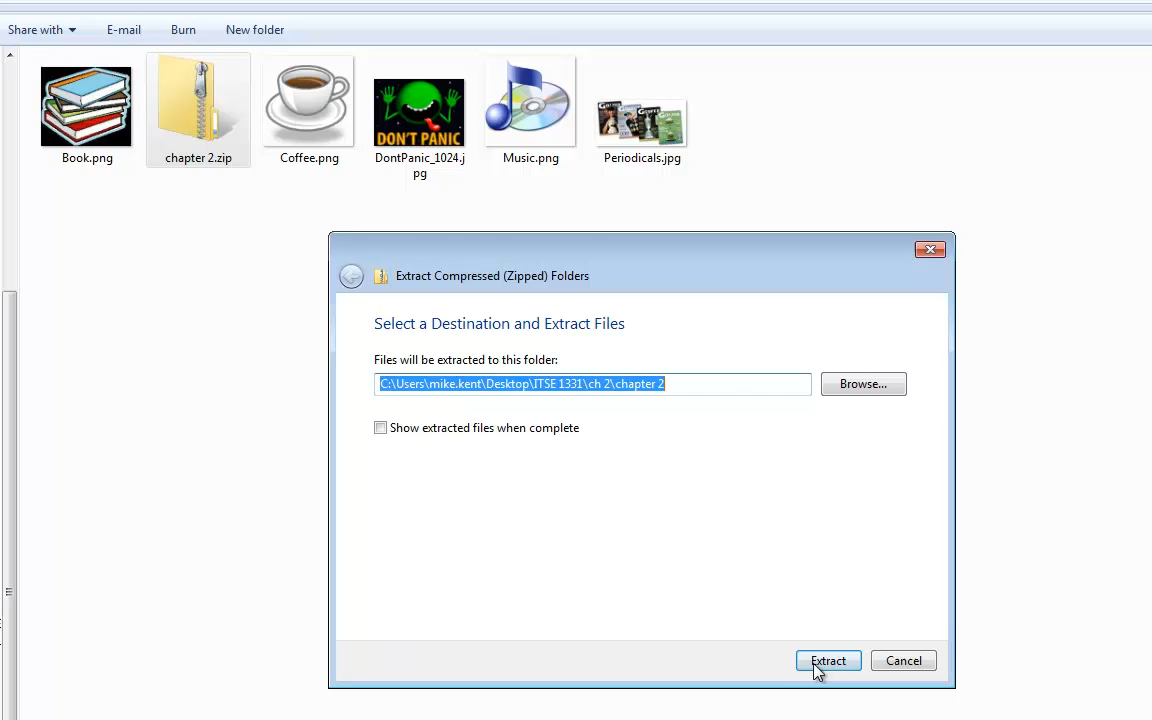 Share with E-mail Burn New folder
DON'T PANIC
Book.png chapter 2.zip Coffee.png DontPanic_1024.j Music.png Periodicals.jpg
pg
Extract Compressed (Zipped) Folders
Select a Destination and Extract Files
Files will be extracted to this folder:
C:\Users\mike.kent\Desktop\ITSE 1331\ch 2\chapter 2 Browse...
Show extracted files when complete
Extract Cancel